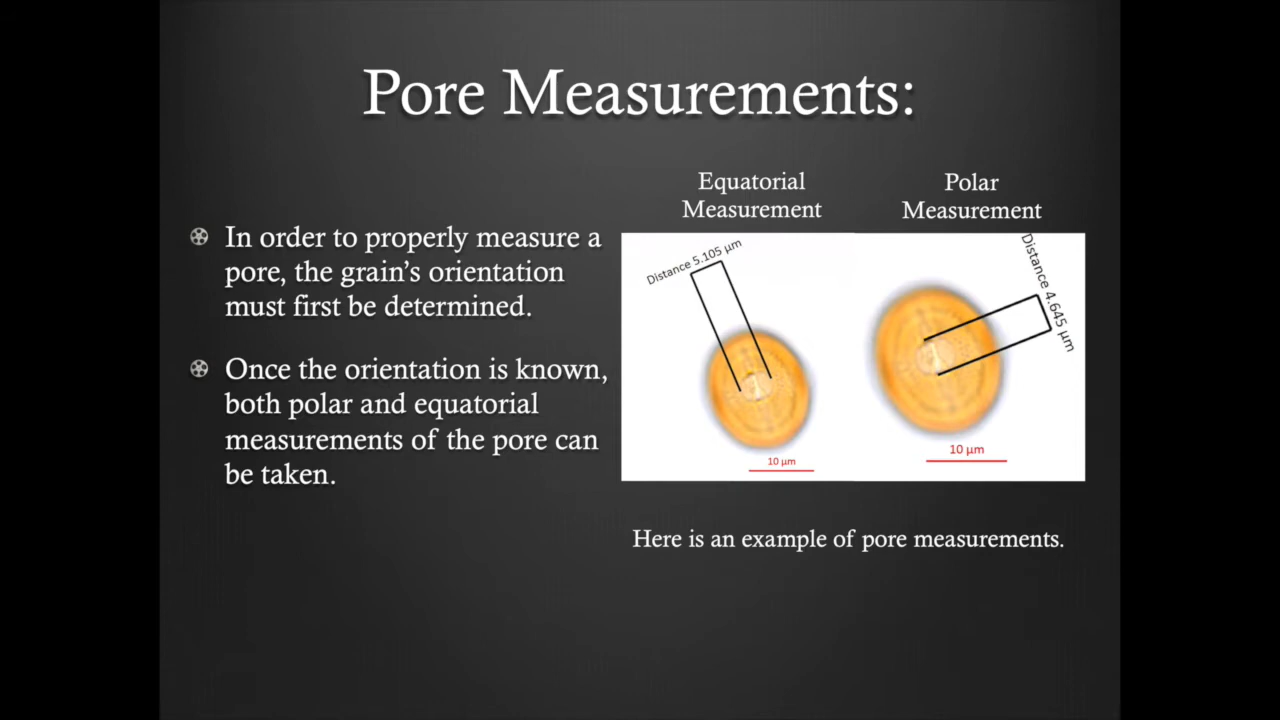 Pore Measurements:
In order to properly measure a
pore, the grain's orientation
must first be determined.
Once the orientation is known,
both polar and equatorial
measurements of the pore can
be taken.
Equatorial
Measurement
Polar
Measurement
Distance 5.105 µm
Distance 4.645 µm
10 µm
10 µm
Here is an example of pore measurements.